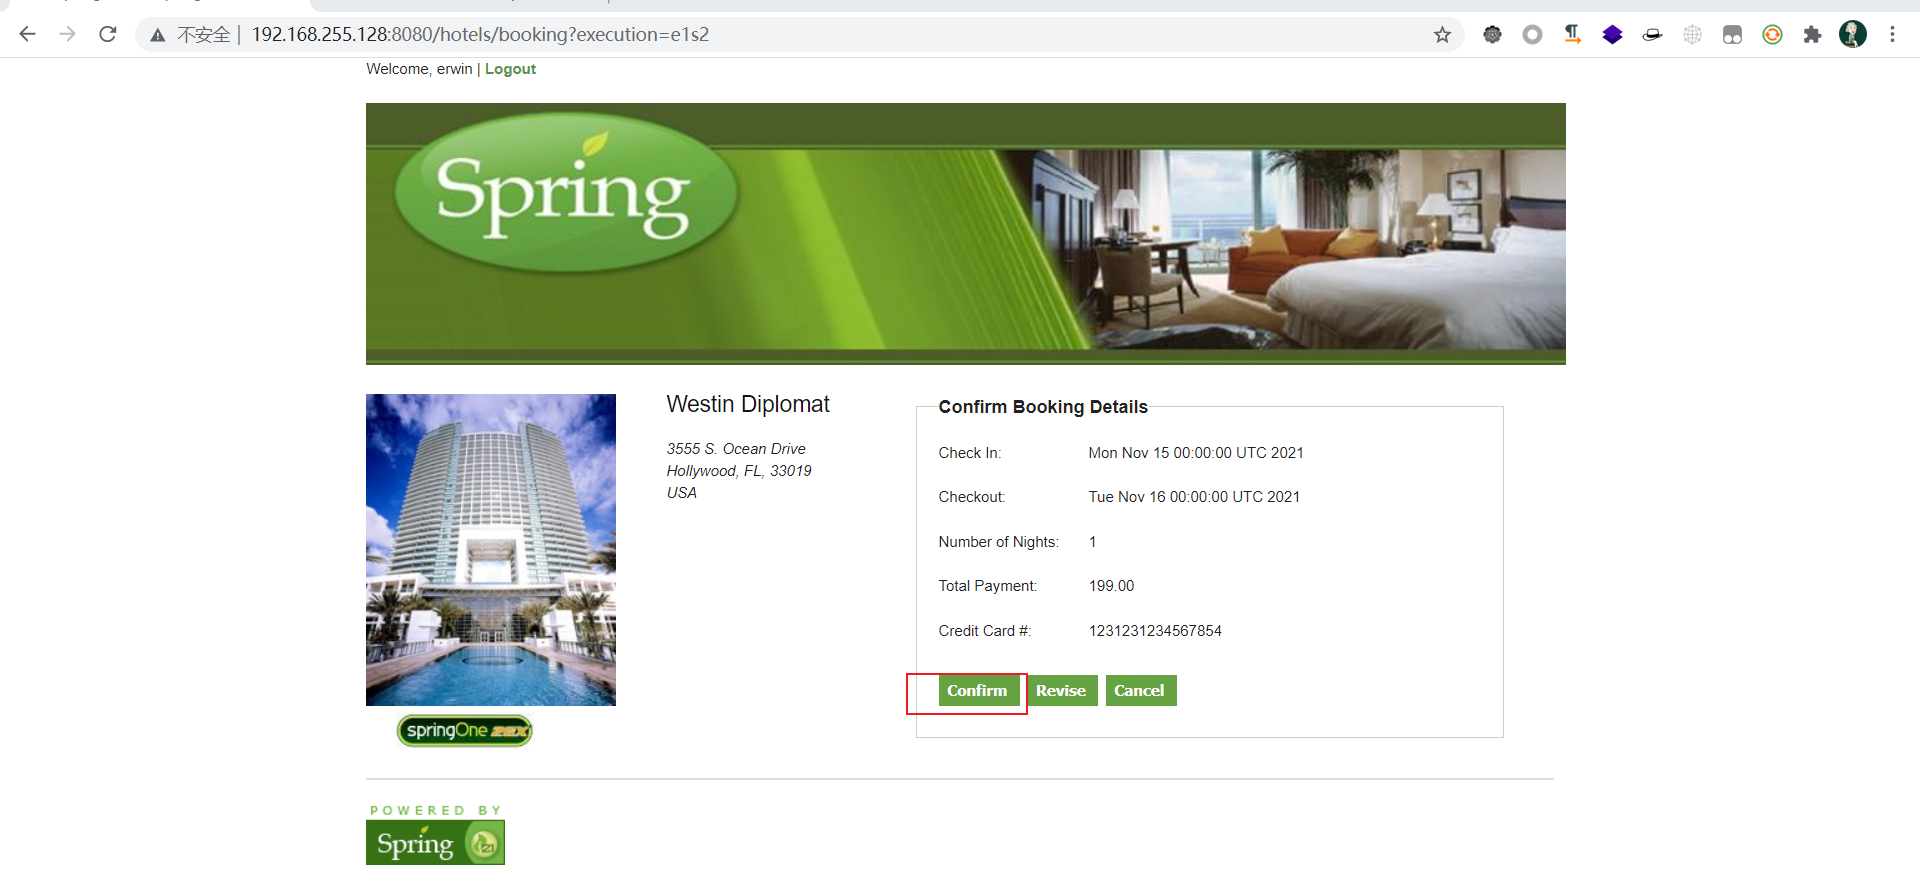 不安全 | 192.168.255.128:8080/hotels/booking?execution=e1s2
Welcome, erwin | Logout
Spring
Westin Diplomat
3555 S. Ocean Drive
Hollywood, FL, 33019
USA
Confirm Booking Details
Check In: Mon Nov 15 00:00:00 UTC 2021
Checkout: Tue Nov 16 00:00:00 UTC 2021
Number of Nights: 1
Total Payment: 199.00
Credit Card #: 1231231234567854
Confirm Revise Cancel
springOne 2GX
POWERED BY
Spring